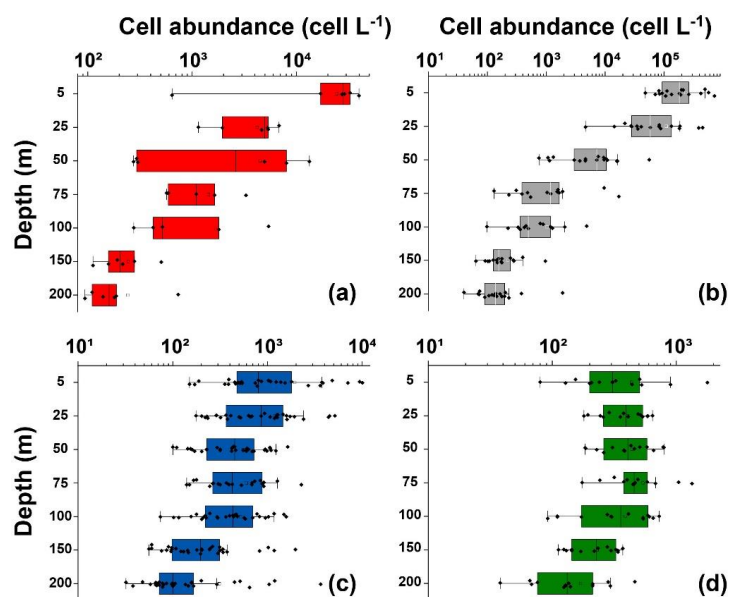 Cell abundance (cell L⁻¹) Cell abundance (cell L⁻¹)
10² 10³ 10⁴ 10¹ 10² 10³ 10⁴ 10⁵
Depth (m)
5 5
25 25
50 50
75 75
100 100
150 150
200 (a) 200 (b)
10¹ 10² 10³ 10⁴ 10¹ 10² 10³
Depth (m)
5 5
25 25
50 50
75 75
100 100
150 150
200 (c) 200 (d)